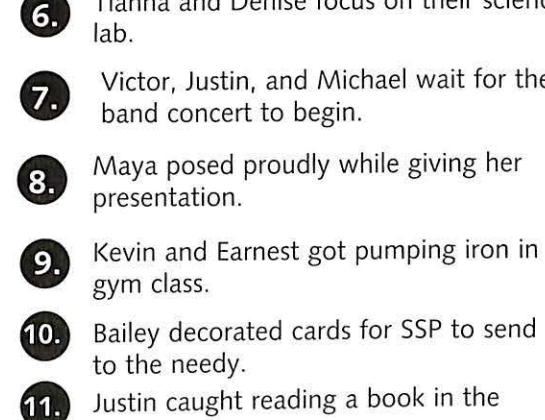 6. Tianna and Denise focus on their
lab.
7. Victor, Justin, and Michael wait for the
band concert to begin.
8. Maya posed proudly while giving her
presentation.
9. Kevin and Earnest got pumping iron in
gym class.
10. Bailey decorated cards for SSP to send
to the needy.
11. Justin caught reading a book in the